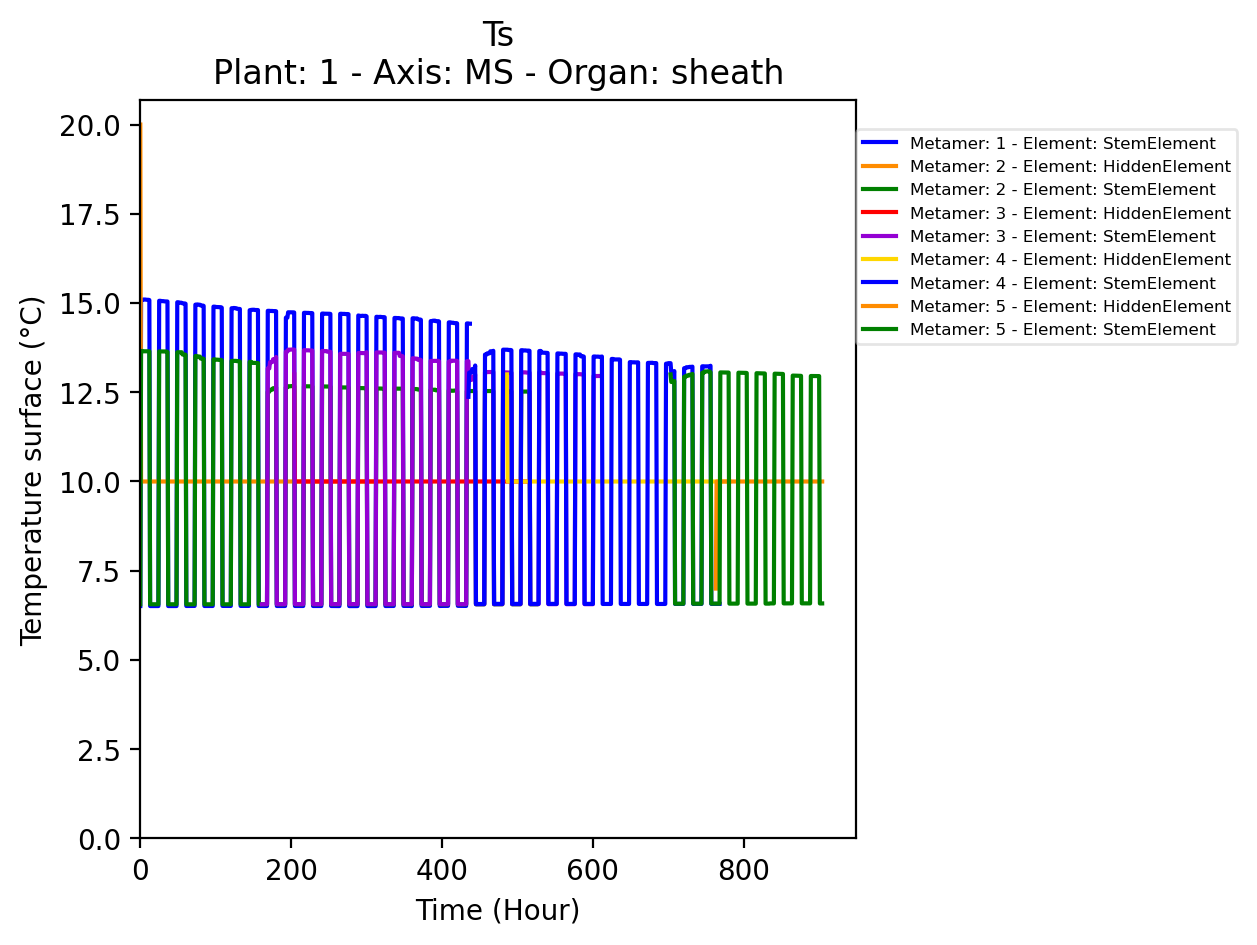 Ts
Plant: 1 - Axis: MS - Organ: sheath
20.0
17.5
15.0
12.5
10.0
7.5
5.0
2.5
0.0
Temperature surface (°C)
0
200
400
600
800
Time (Hour)
Metamer: 1 - Element: StemElement
Metamer: 2 - Element: HiddenElement
Metamer: 2 - Element: StemElement
Metamer: 3 - Element: HiddenElement
Metamer: 3 - Element: StemElement
Metamer: 4 - Element: HiddenElement
Metamer: 4 - Element: StemElement
Metamer: 5 - Element: HiddenElement
Metamer: 5 - Element: StemElement